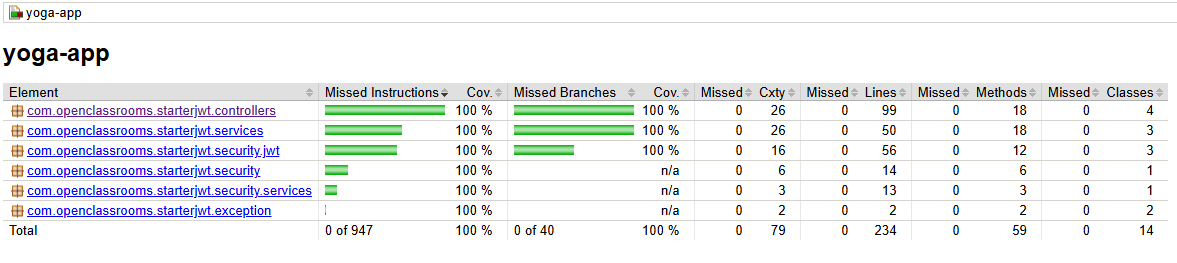 yoga-app
yoga-app
Element Missed Instructions Cov. Missed Branches Cov. Missed Cxty Missed Lines Missed Methods Missed Classes
com.openclassrooms.starterjwt.controllers 100 % 100 % 0 26 0 99 0 18 0 4
com.openclassrooms.starterjwt.services 100 % 100 % 0 26 0 50 0 18 0 3
com.openclassrooms.starterjwt.security.jwt 100 % 100 % 0 16 0 56 0 12 0 3
com.openclassrooms.starterjwt.security 100 % n/a 0 6 0 14 0 6 0 1
com.openclassrooms.starterjwt.security.services 100 % n/a 0 3 0 13 0 3 0 1
com.openclassrooms.starterjwt.exception 100 % n/a 0 2 0 2 0 2 0 2
Total 0 of 947 100 % 0 of 40 100 % 0 79 0 234 0 59 0 14